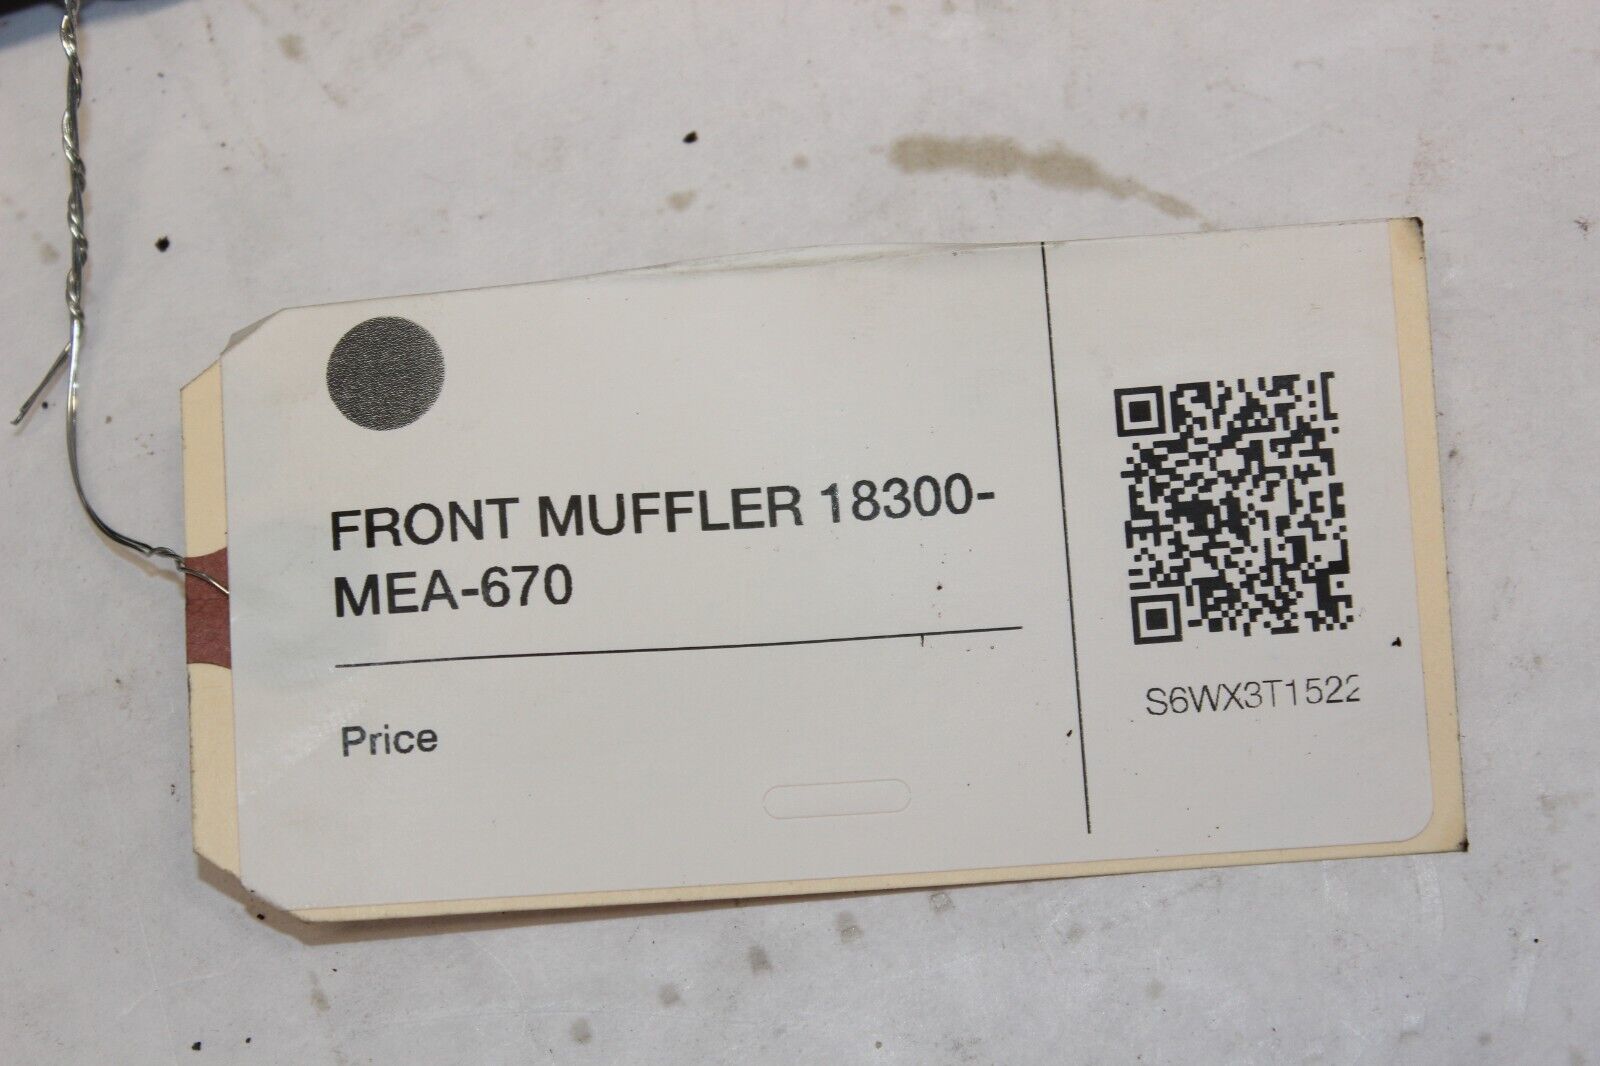 FRONT MUFFLER 18300-
MEA-670
Price
S6WX3T1522